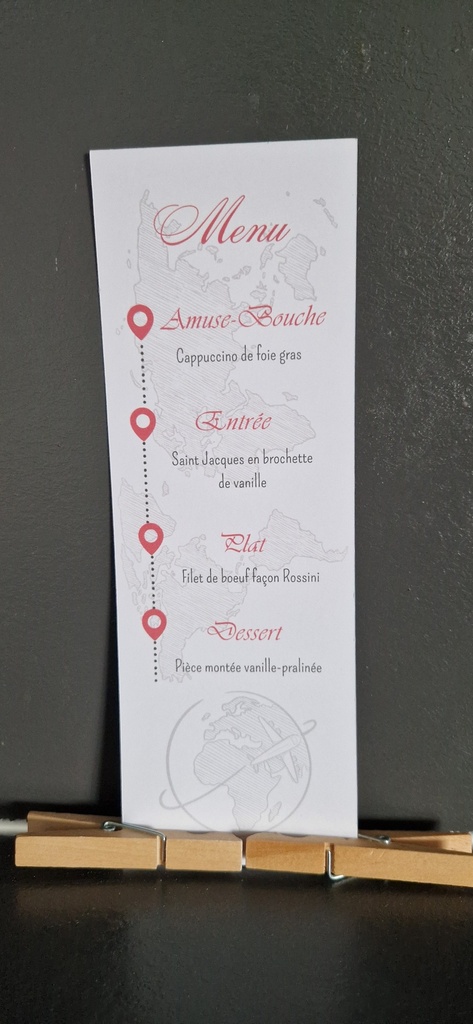 Menu
Amuse-Bouche
Cappuccino de foie gras
Entrée
Saint Jacques en brochette
de vanille
Plat
Filet de boeuf façon Rossini
Dessert
Pièce montée vanille-pralinée